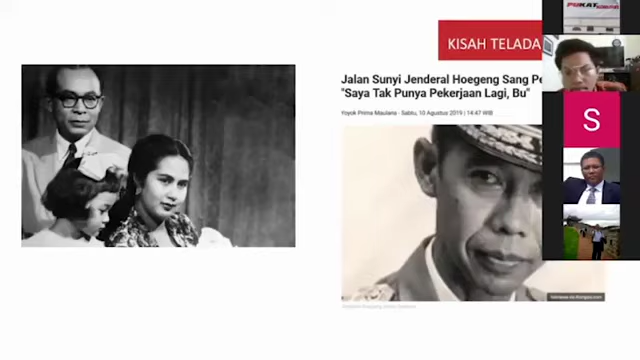 KISAH TELADA
Jalan Sunyi Jenderal Hoegeng Sang Pe
"Saya Tak Punya Pekerjaan Lagi, Bu"
Yoyok Prima Maulana - Sabtu, 10 Agustus 2019 | 14:47 WIB
PUKAT
S